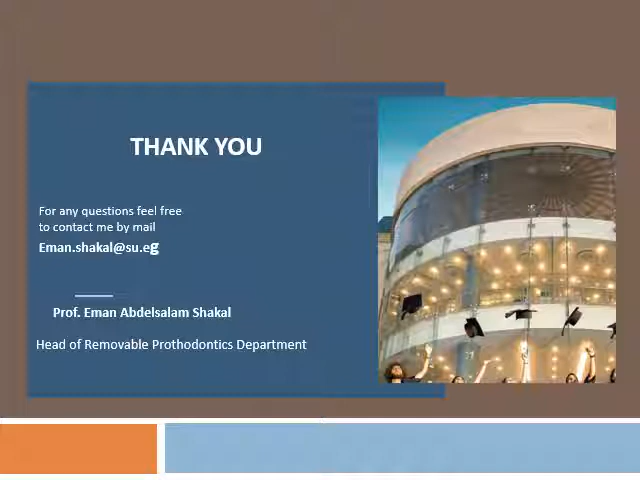 THANK YOU
For any questions feel free
to contact me by mail
Eman.shakal@su.eg
Prof. Eman Abdelsalam Shakal
Head of Removable Prothodontics Department